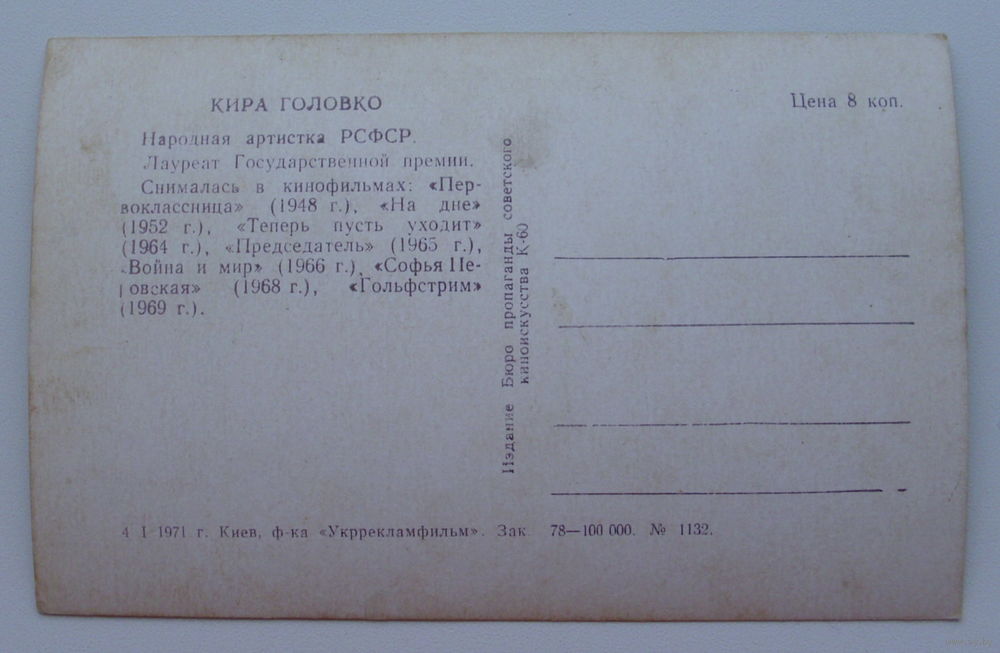 КИРА ГОЛОВКО
Народная артистка РСФСР.
Лауреат Государственной премии.
Снималась в кинофильмах: «Пер-
воклассница» (1948 г.), «На дне»
(1952 г.), «Теперь пусть уходит»
(1964 г.), «Председатель» (1965 г.),
«Война и мир» (1966 г.), «Софья Пе-
ровская» (1968 г.), «Гольфстрим»
(1969 г.).
Издание Бюро пропаганды советского
киноискусства К-60
Цена 8 коп.
4 I 1971 г. Киев, ф-ка «Укррекламфильм». Зак. 78—100 000. № 1132.